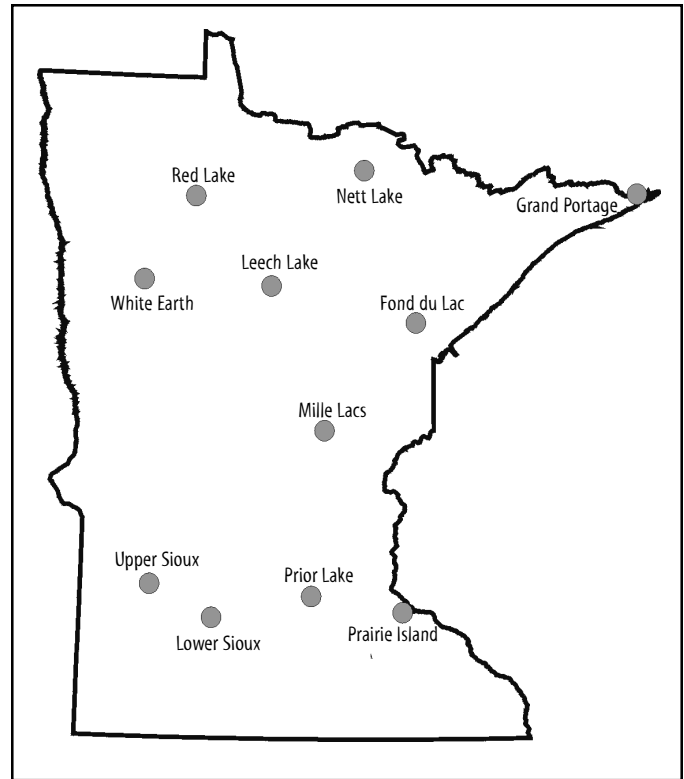 Red Lake
Nett Lake
Grand Portage
Leech Lake
White Earth
Fond du Lac
Mille Lacs
Upper Sioux
Prior Lake
Lower Sioux
Prairie Island